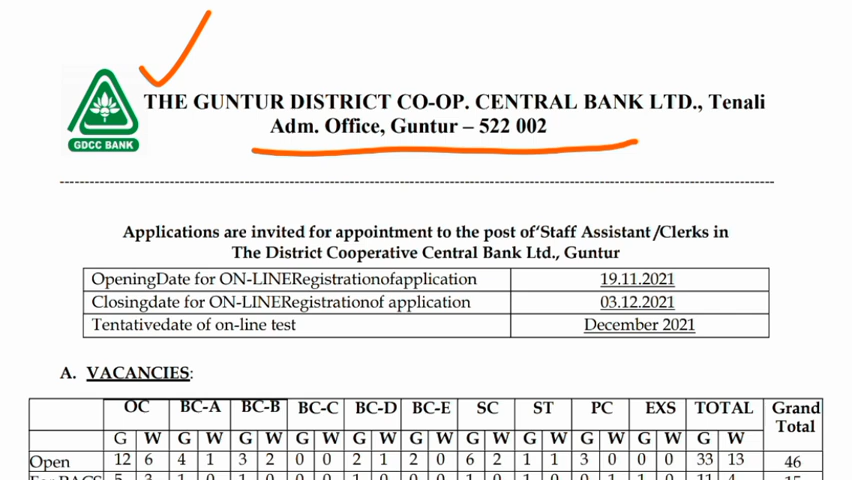 THE GUNTUR DISTRICT CO-OP. CENTRAL BANK LTD., Tenali
Adm. Office, Guntur – 522 002
GDCC BANK
Applications are invited for appointment to the post of‘Staff Assistant/Clerks in
The District Cooperative Central Bank Ltd., Guntur
OpeningDate for ON-LINERegistrationofapplication 19.11.2021
Closingdate for ON-LINERegistrationof application 03.12.2021
Tentativedate of on-line test December 2021
A. VACANCIES:
OC BC-A BC-B BC-C BC-D BC-E SC ST PC EXS TOTAL Grand Total
G W G W G W G W G W G W G W G W G W G W G W
Open 12 6 4 1 3 2 0 0 2 1 2 0 6 2 1 1 3 0 0 0 33 13 46